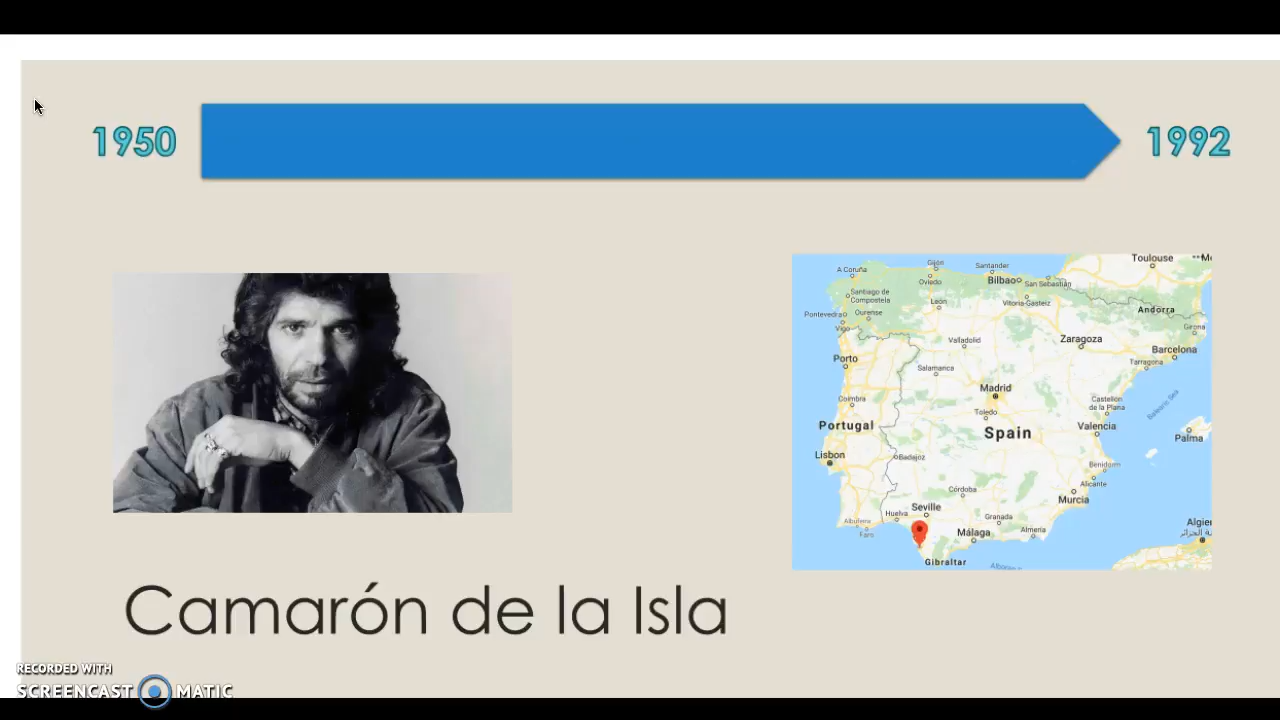 1950
1992
Toulouse
A Coruña
Gijón
Santander
Oviedo
Bilbao
San Sebastián
Santiago de
Compostela
León
Vitoria-Gasteiz
Andorra
Pontevedra
Ourense
Vigo
Girona
Valladolid
Zaragoza
Barcelona
Porto
Tarragona
Salamanca
Madrid
Coimbra
Toledo
Castellón
de la Plana
Balearic Sea
Portugal
Spain
Valencia
Palma
Lisbon
Badajoz
Benidorm
Alicante
Córdoba
Murcia
Seville
Huelva
Granada
Albufeira
Faro
Málaga
Almería
Algier
Gibraltar
Camarón de la Isla
RECORDED WITH
SCREENCAST MATIC